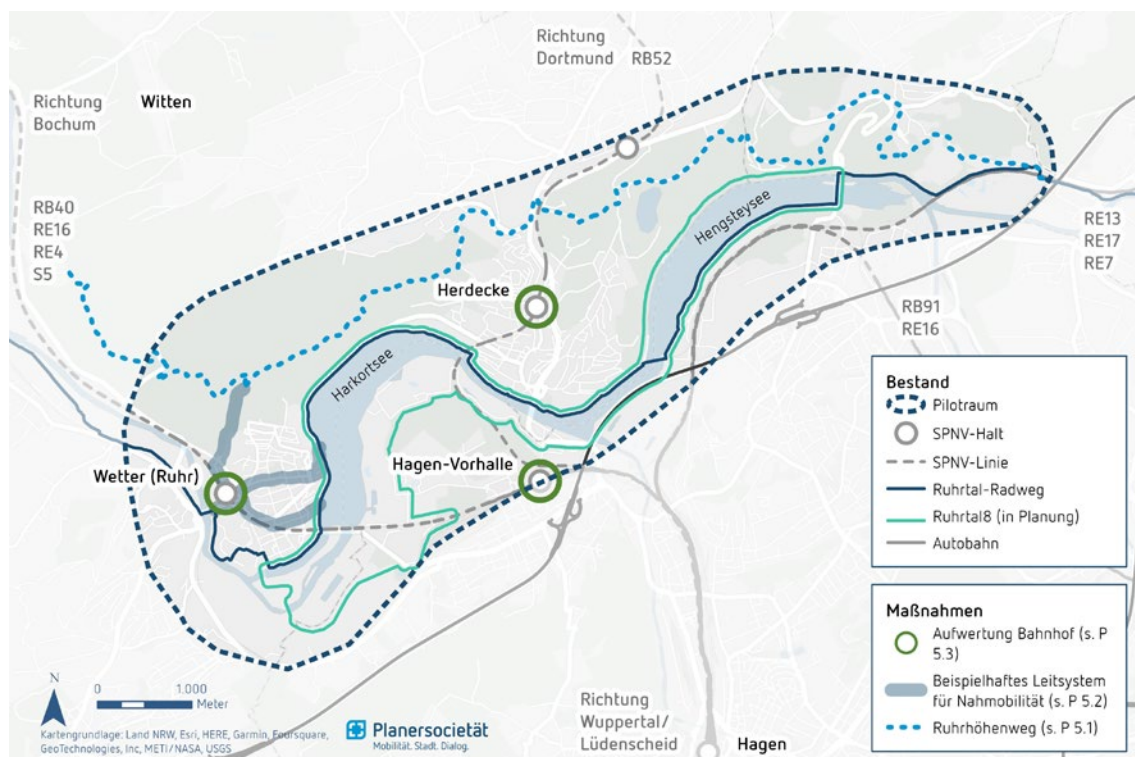 Richtung
Dortmund RB52
Richtung
Bochum
Witten
RB40
RE16
RE4
S5
Hengsteysee
RE13
RE17
RE7
Herdecke
RB91
RE16
Harkortsee
Hagen-Vorhalle
Wetter (Ruhr)
Bestand
Pilotraum
SPNV-Halt
SPNV-Linie
Ruhrtal-Radweg
Ruhrtal8 (in Planung)
Autobahn
Maßnahmen
Aufwertung Bahnhof (s. P
5.3)
Beispielhaftes Leitsystem
für Nahmobilität (s. P 5.2)
Ruhrhöhenweg (s. P 5.1)
N
0 1.000
Meter
Kartengrundlage: Land NRW, Esri, HERE, Garmin, Foursquare,
GeoTechnologies, Inc, METI/NASA, USGS
Planersocietät
Mobilität. Stadt. Dialog.
Richtung
Wuppertal/
Lüdenscheid
Hagen